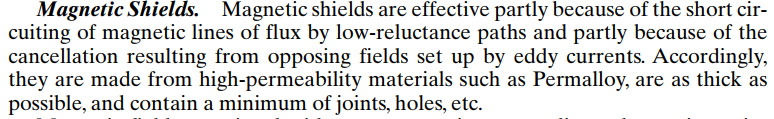 Magnetic Shields. Magnetic shields are effective partly because of the short cir-
cuiting of magnetic lines of flux by low-reluctance paths and partly because of the
cancellation resulting from opposing fields set up by eddy currents. Accordingly,
they are made from high-permeability materials such as Permalloy, are as thick as
possible, and contain a minimum of joints, holes, etc.